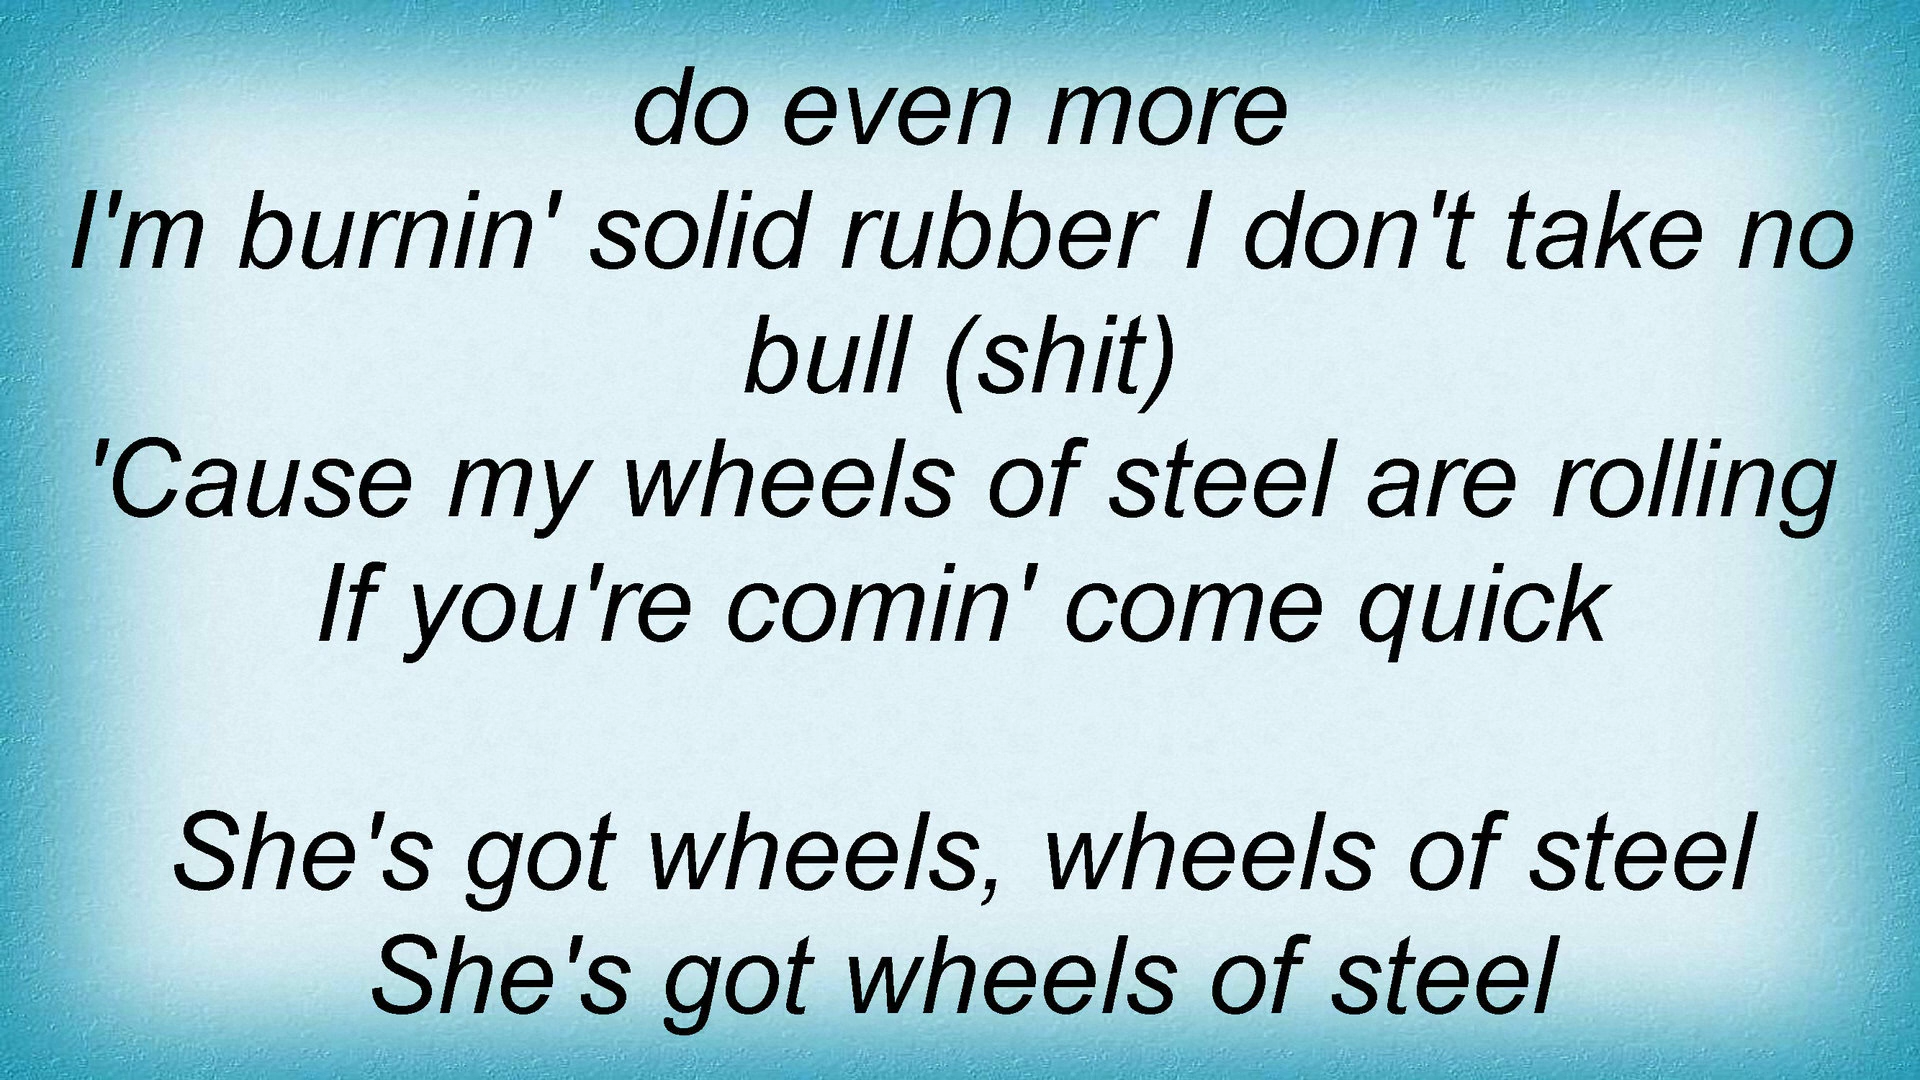 do even more
I'm burnin' solid rubber I don't take no
bull (shit)
'Cause my wheels of steel are rolling
If you're comin' come quick
She's got wheels, wheels of steel
She's got wheels of steel